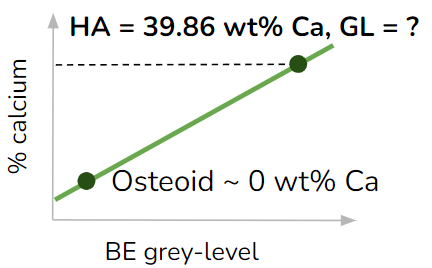 HA = 39.86 wt% Ca, GL = ?
% calcium
Osteoid ~ 0 wt% Ca
BE grey-level